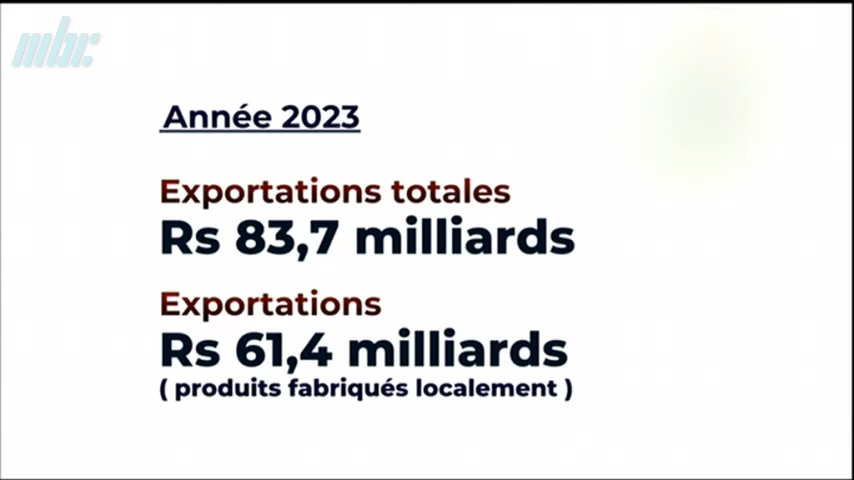 mbc
Année 2023
Exportations totales
Rs 83,7 milliards
Exportations
Rs 61,4 milliards
( produits fabriqués localement )